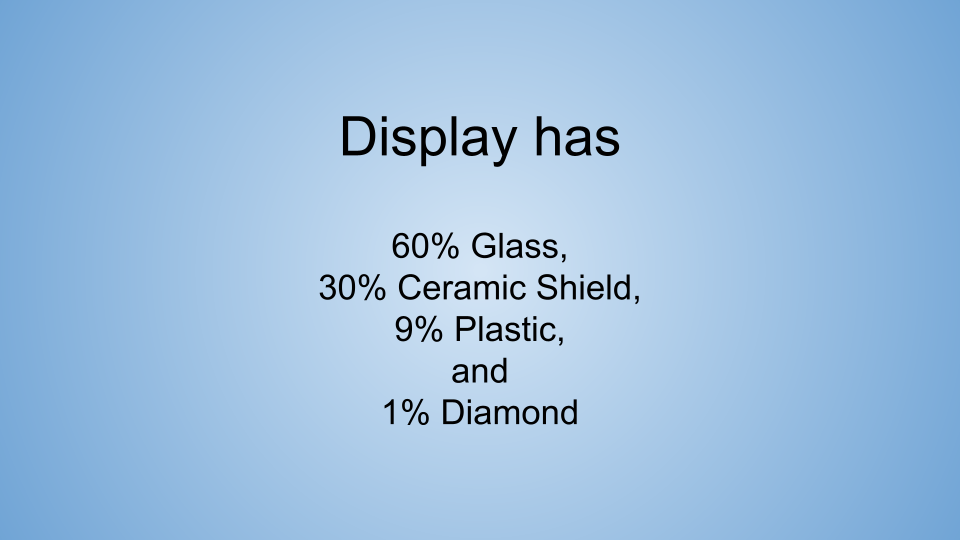 Display has
60% Glass,
30% Ceramic Shield,
9% Plastic,
and
1% Diamond